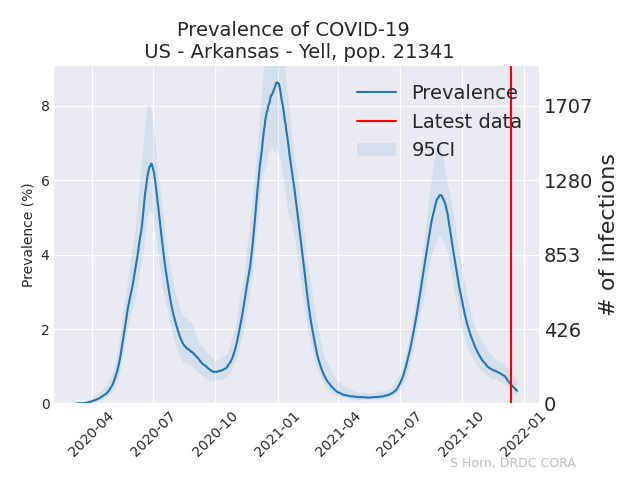 Prevalence of COVID-19
US - Arkansas - Yell, pop. 21341
Prevalence
Latest data
95CI
Prevalence (%)
8
6
4
2
0
1707
1280
853
426
0
# of infections
2020-04
2020-07
2020-10
2021-01
2021-04
2021-07
2021-10
2022-01
S Horn, DRDC CORA